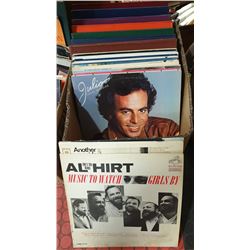 Julio
Another
AL HIRT
MUSIC TO WATCH GIRLS BY